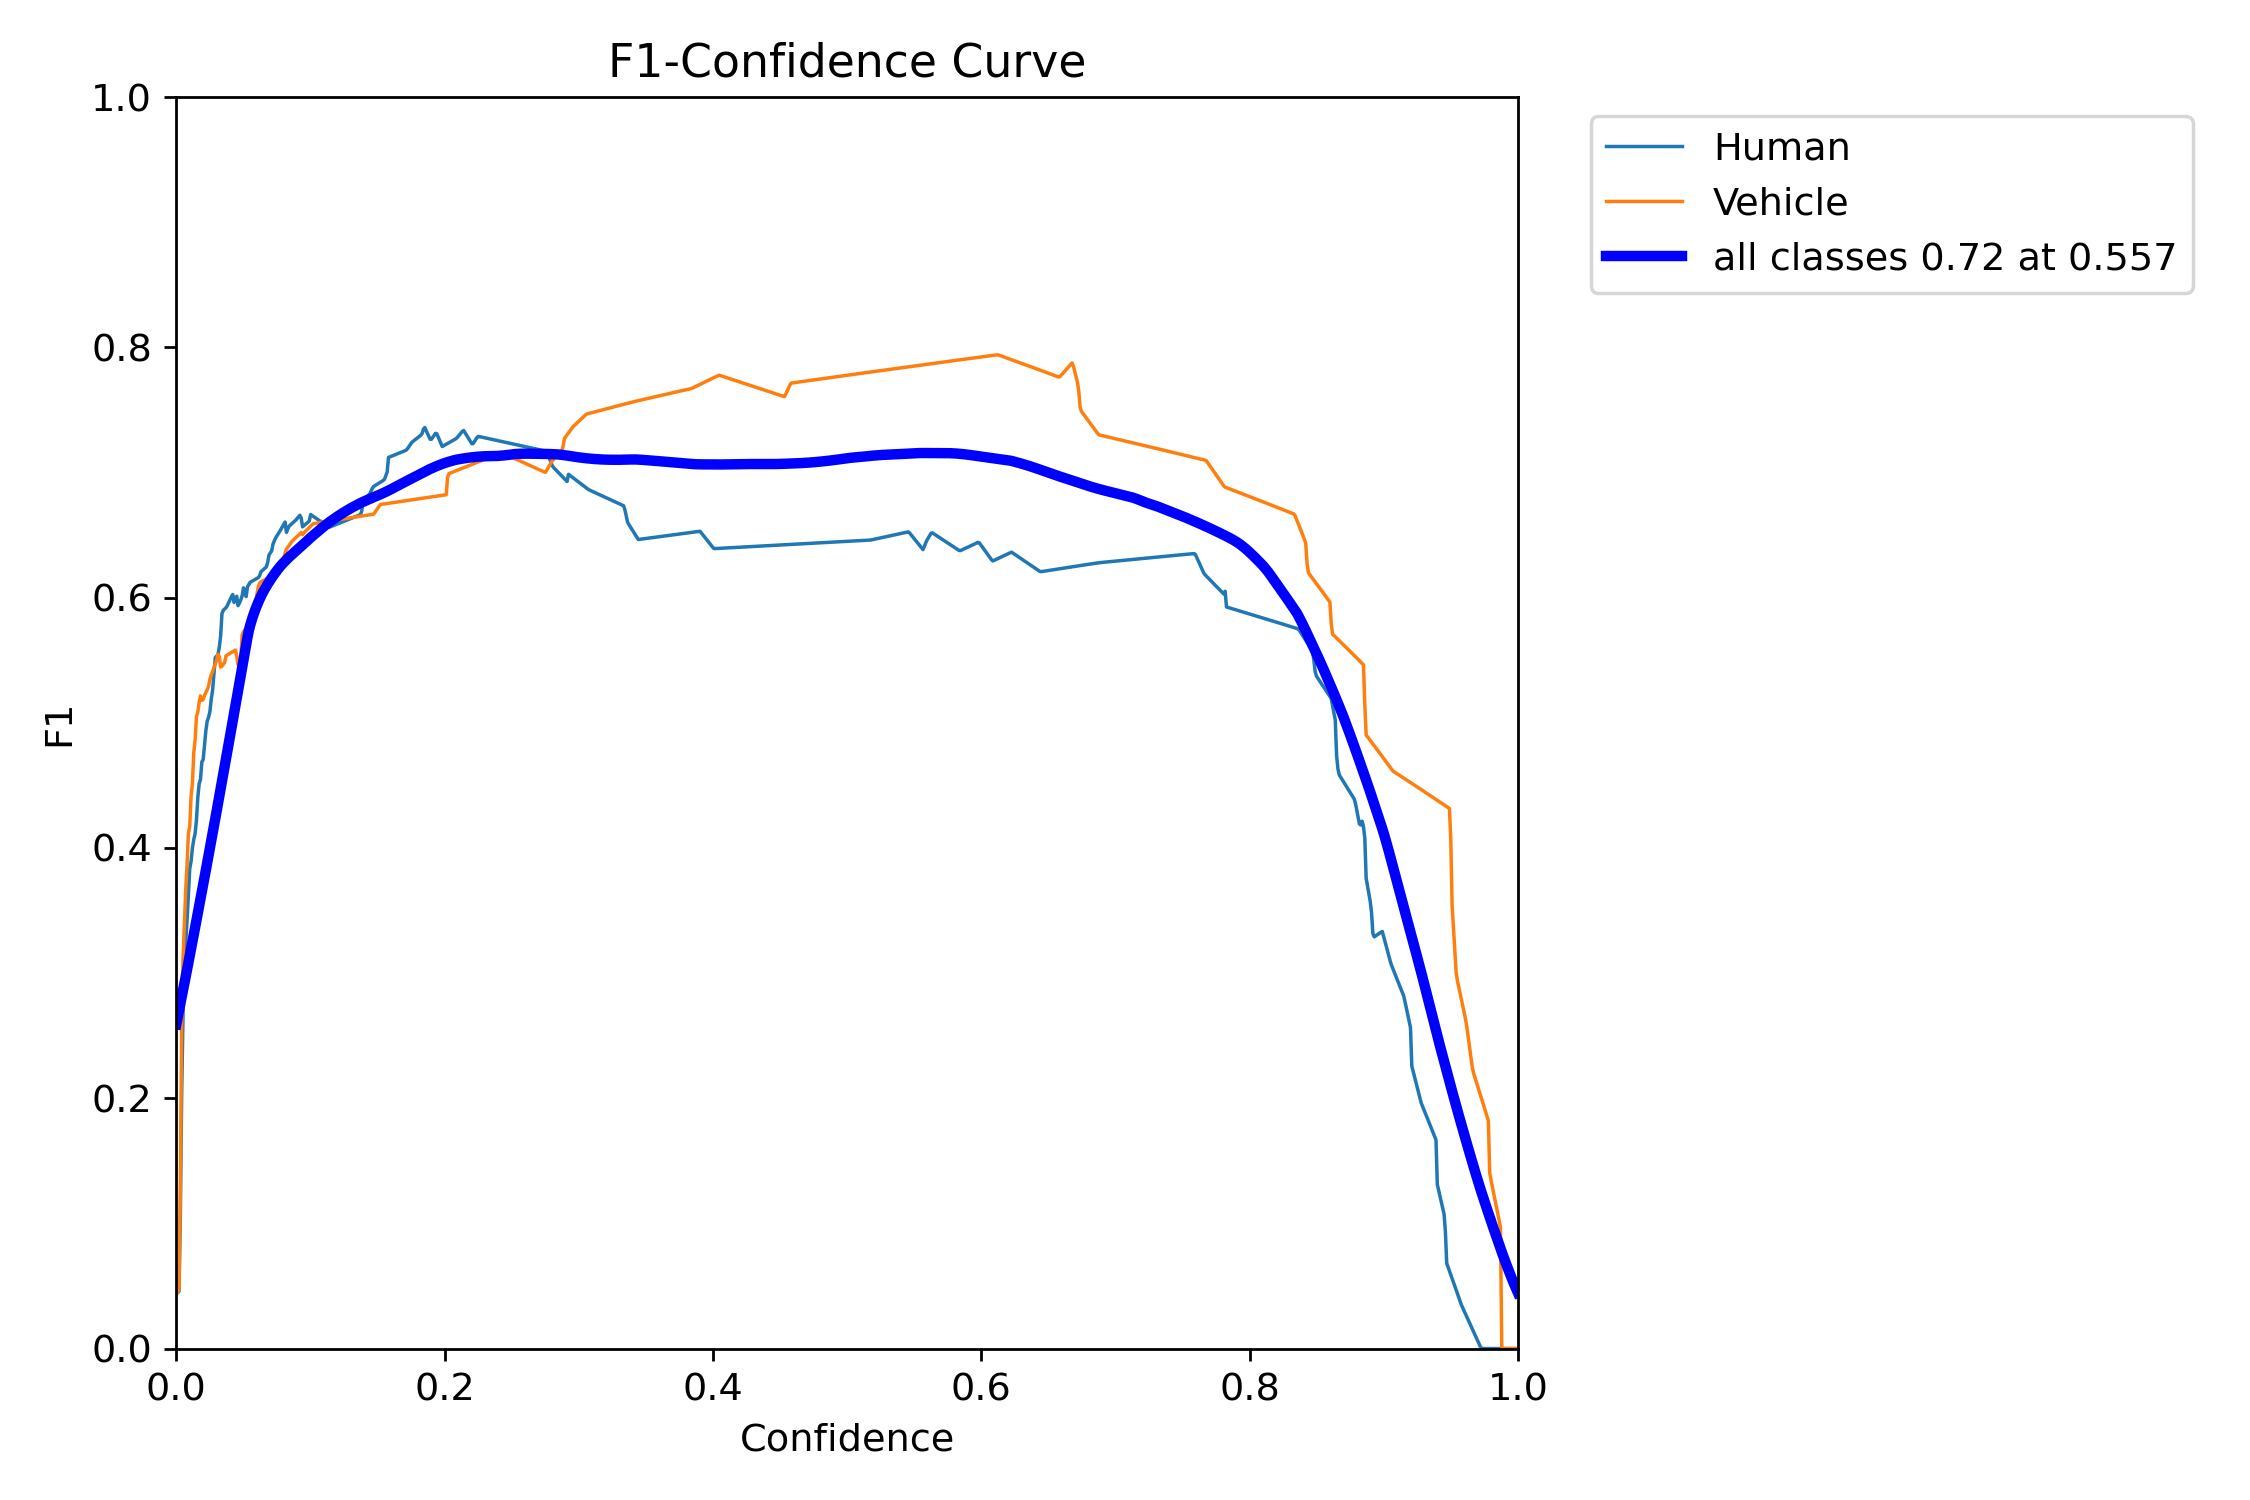 F1-Confidence Curve
1.0
0.8
0.6
0.4
0.2
0.0
F1
0.0 0.2 0.4 0.6 0.8 1.0
Confidence
Human
Vehicle
all classes 0.72 at 0.557